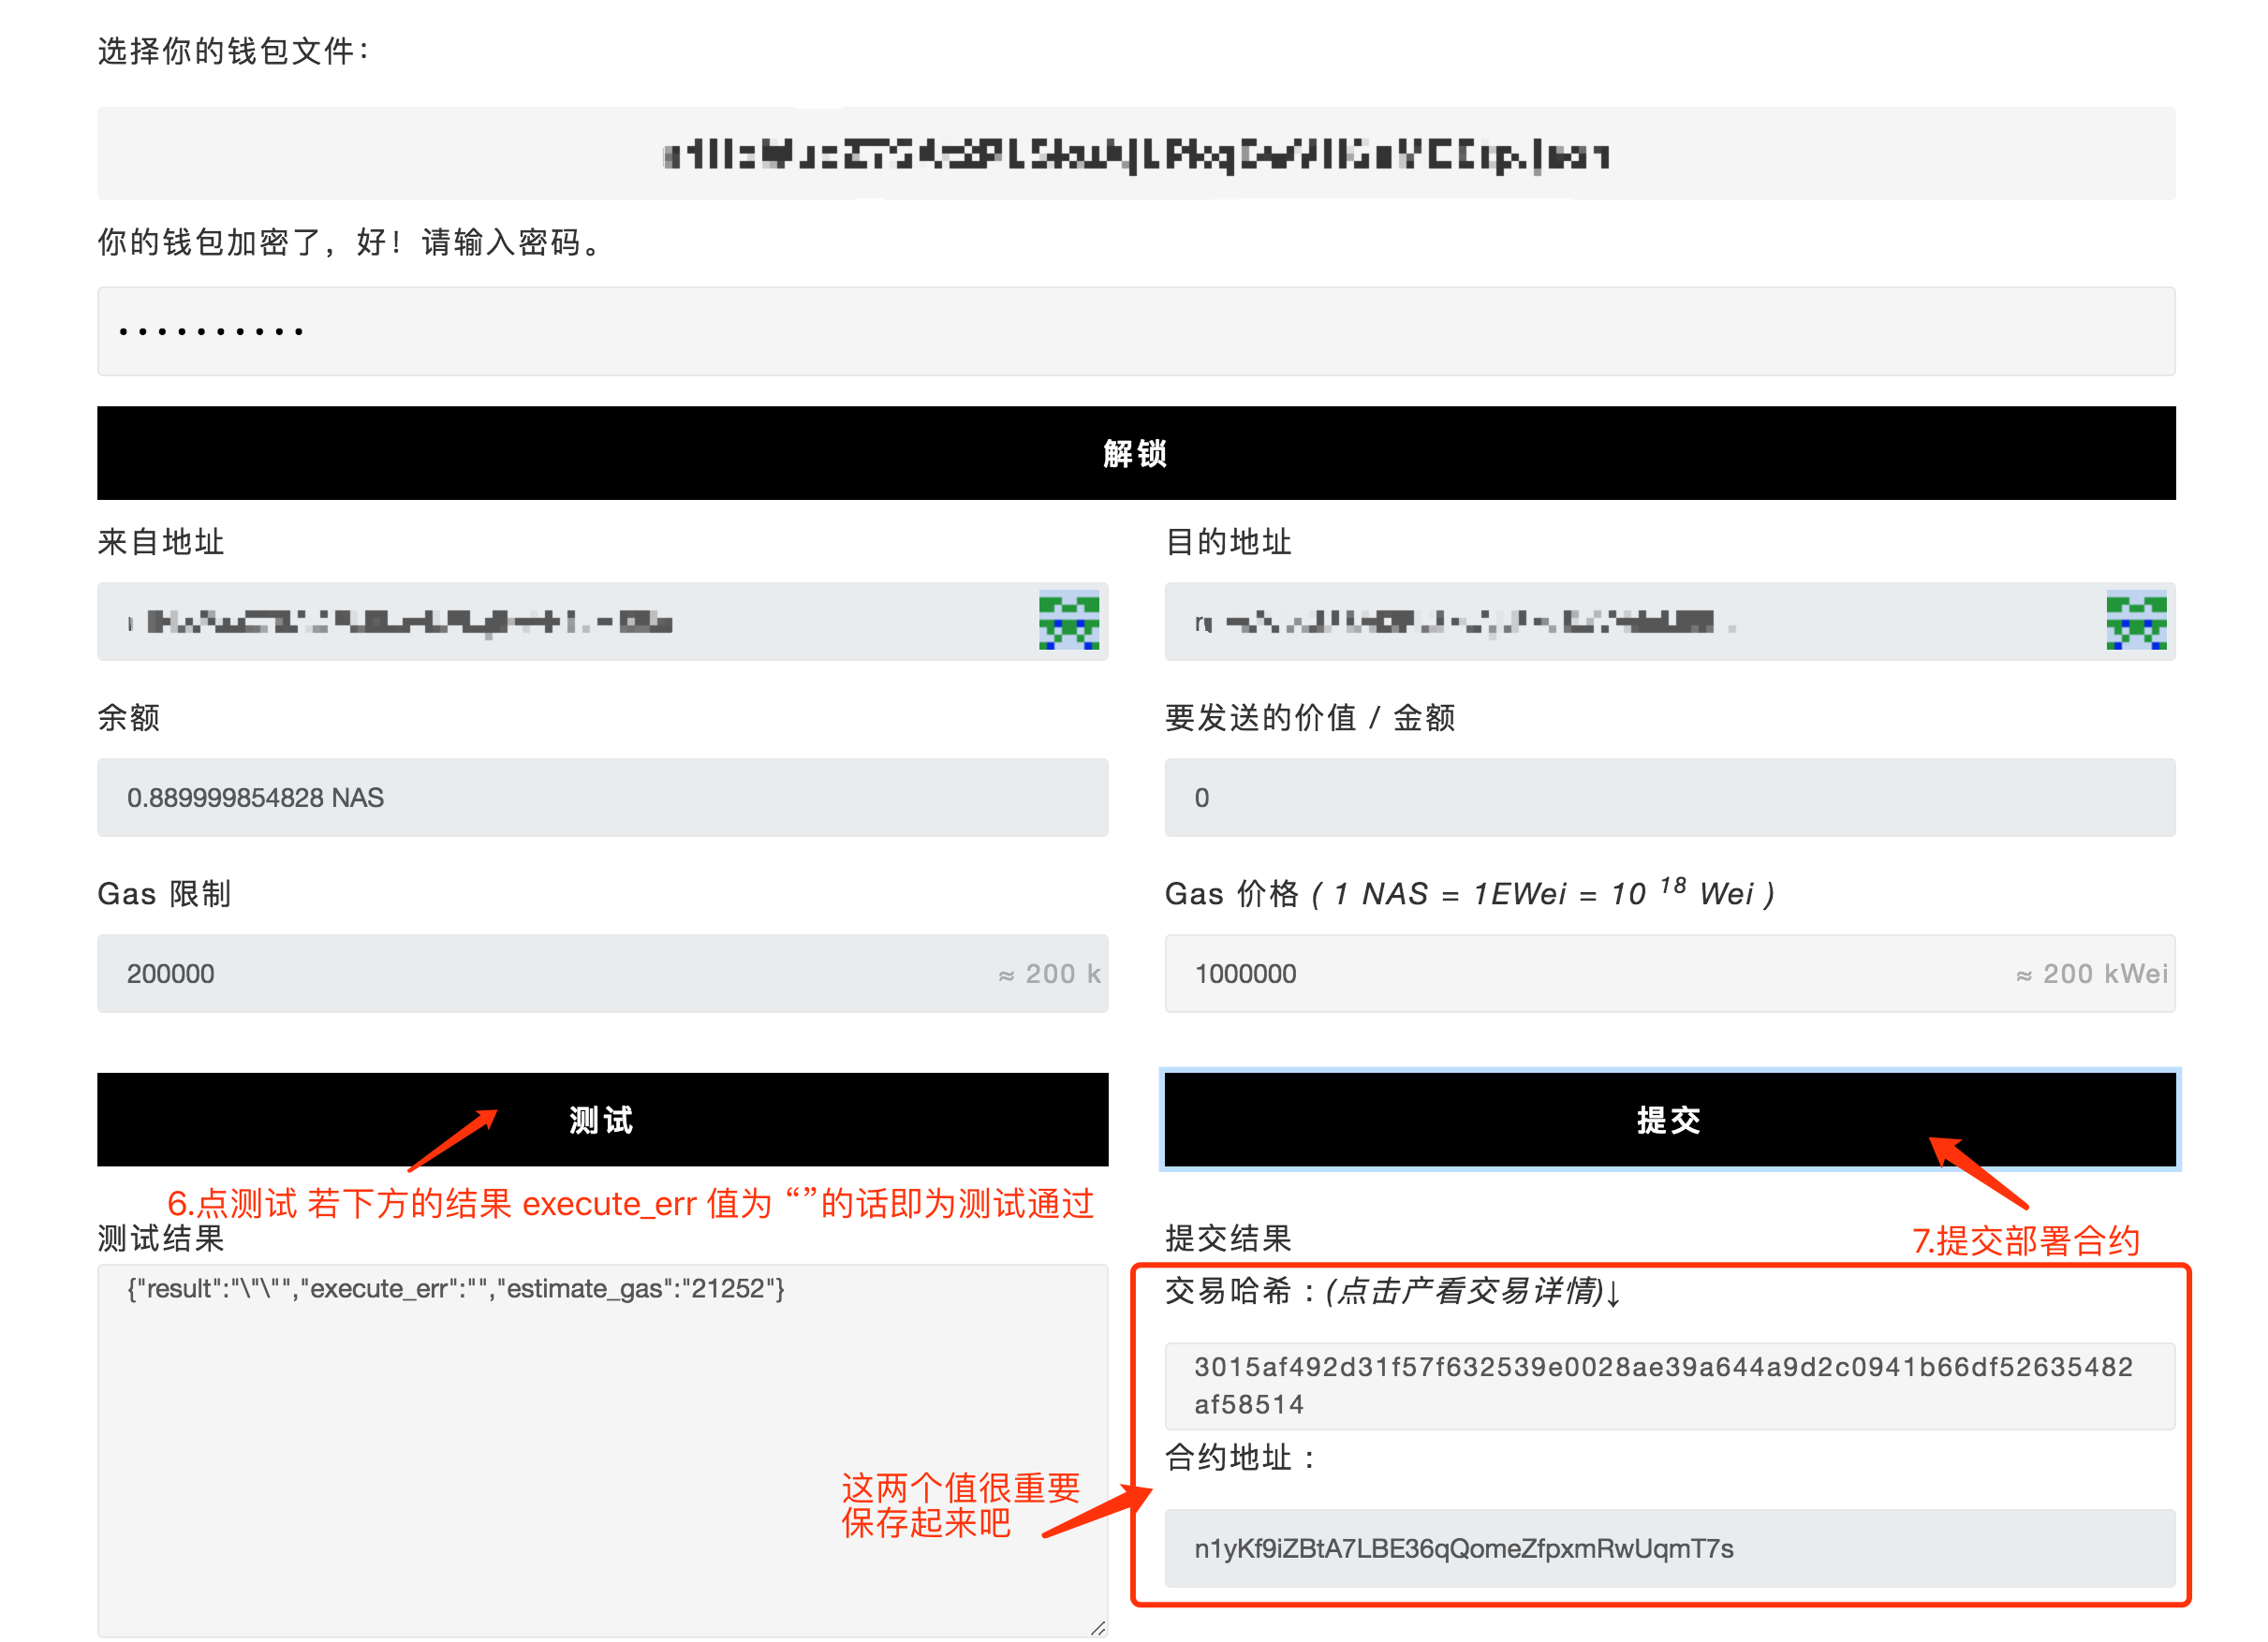 选择你的钱包文件：
你的钱包加密了，好！请输入密码。
解锁
来自地址
目的地址
余额
要发送的价值 / 金额
0.889999854828 NAS
0
Gas 限制
Gas 价格 ( 1 NAS = 1EWei = 10 18 Wei )
200000
≈ 200 k
1000000
≈ 200 kWei
测试
提交
6.点测试 若下方的结果 execute_err 值为 “”的话即为测试通过
7.提交部署合约
测试结果
提交结果
{"result":"\"\"","execute_err":"","estimate_gas":"21252"}
交易哈希 : (点击产看交易详情)↓
3015af492d31f57f632539e0028ae39a644a9d2c0941b66df52635482
af58514
合约地址 :
这两个值很重要
保存起来吧
n1yKf9iZBtA7LBE36qQomeZfpxmRwUqmT7s